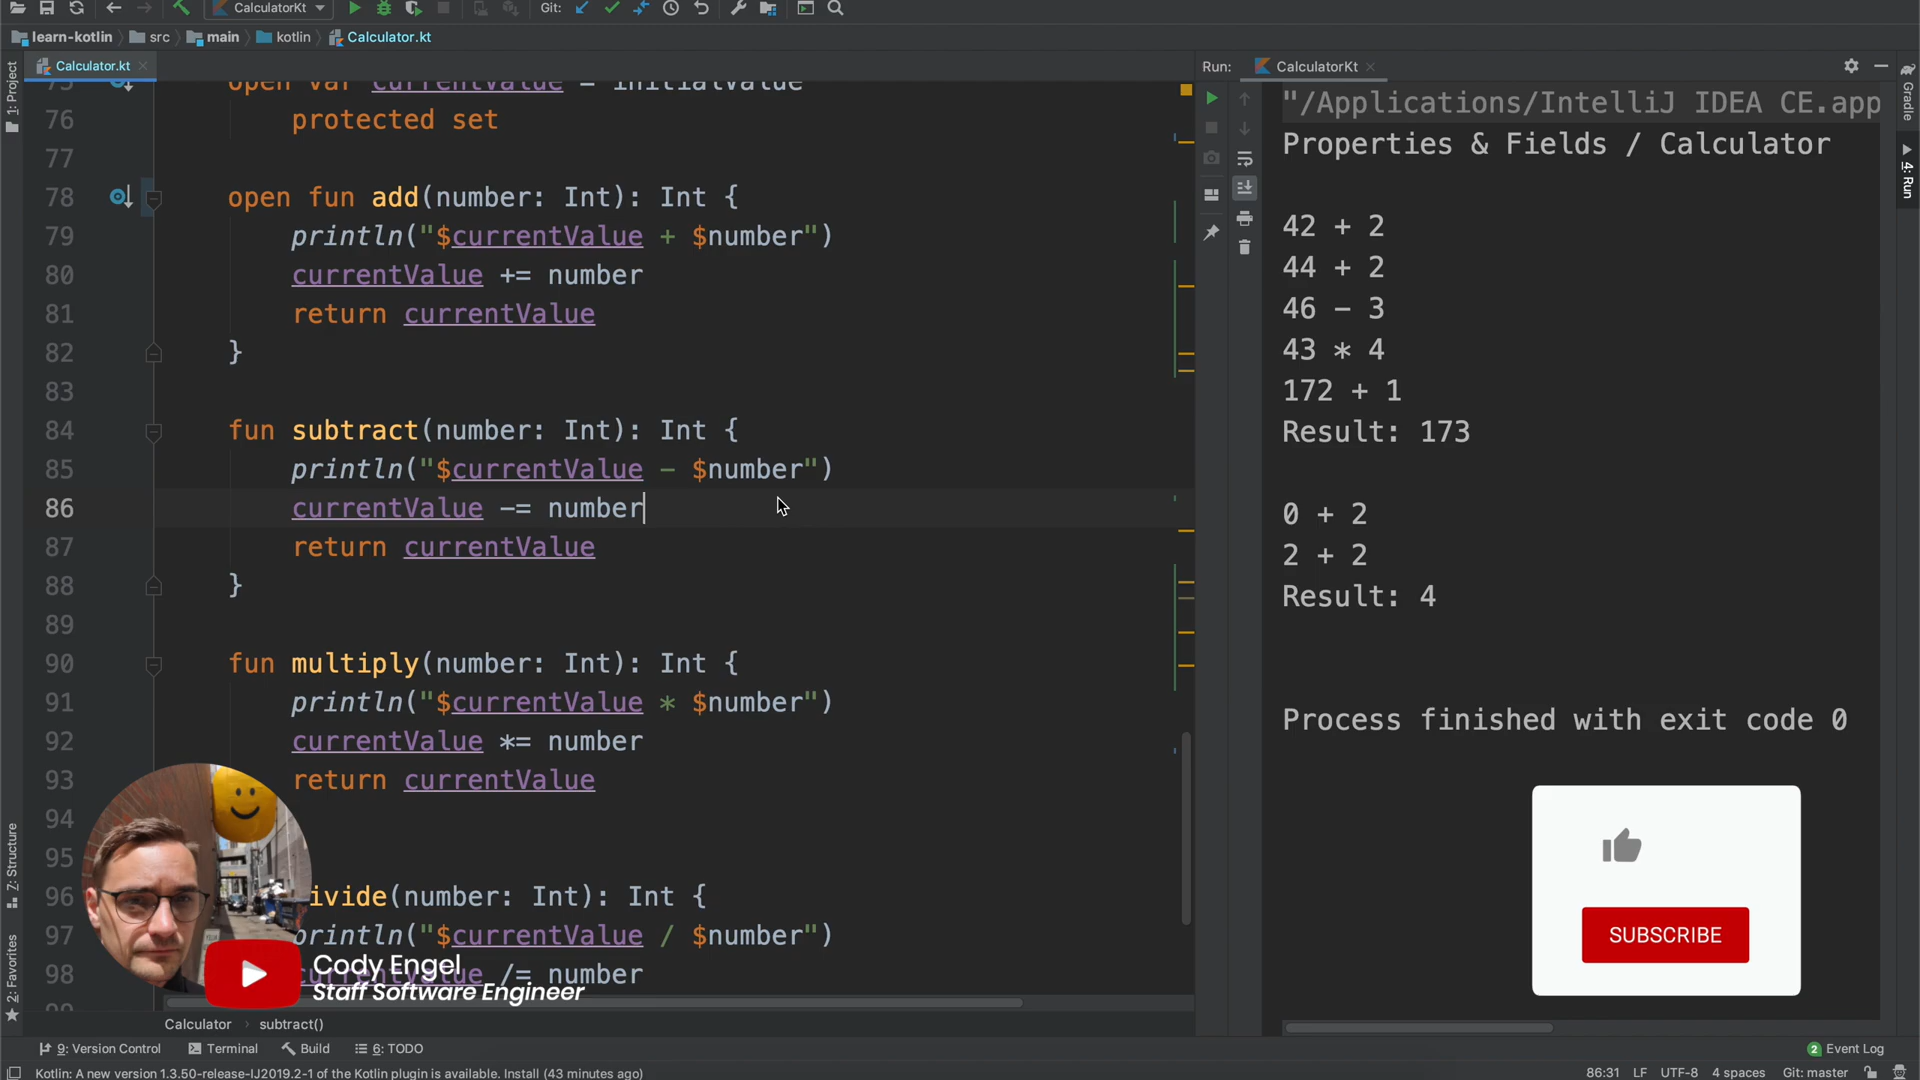 CalculatorKt
Git:
learn-kotlin
src
main
kotlin
Calculator.kt
Calculator.kt
Run:
CalculatorKt
1: Project
7: Structure
2: Favorites
Gradle
4: Run
open var currentValue = initialValue
76 protected set
77
78 open fun add(number: Int): Int {
79 println("$currentValue + $number")
80 currentValue += number
81 return currentValue
82 }
83
84 fun subtract(number: Int): Int {
85 println("$currentValue - $number")
86 currentValue -= number
87 return currentValue
88 }
89
90 fun multiply(number: Int): Int {
91 println("$currentValue * $number")
92 currentValue *= number
93 return currentValue
94
95
96 ivide(number: Int): Int {
97 println("$currentValue / $number")
98 currentValue /= number
Cody Engel
Staff Software Engineer
"/Applications/IntelliJ IDEA CE.app
Properties & Fields / Calculator
42 + 2
44 + 2
46 - 3
43 * 4
172 + 1
Result: 173
0 + 2
2 + 2
Result: 4
Process finished with exit code 0
SUBSCRIBE
Calculator
subtract()
9: Version Control
Terminal
Build
6: TODO
2 Event Log
Kotlin: A new version 1.3.50-release-IJ2019.2-1 of the Kotlin plugin is available. Install (43 minutes ago)
86:31 LF UTF-8 4 spaces Git: master